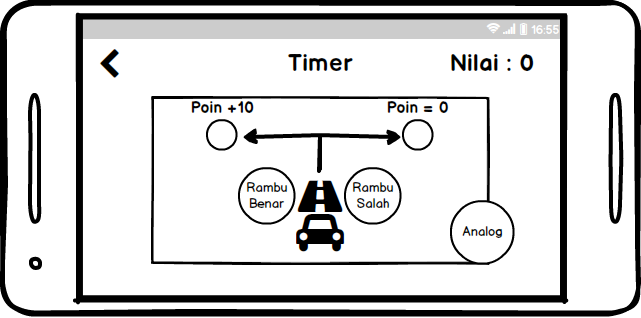 16:55
Timer
Nilai : 0
Poin +10
Poin = 0
Rambu
Benar
Rambu
Salah
Analog